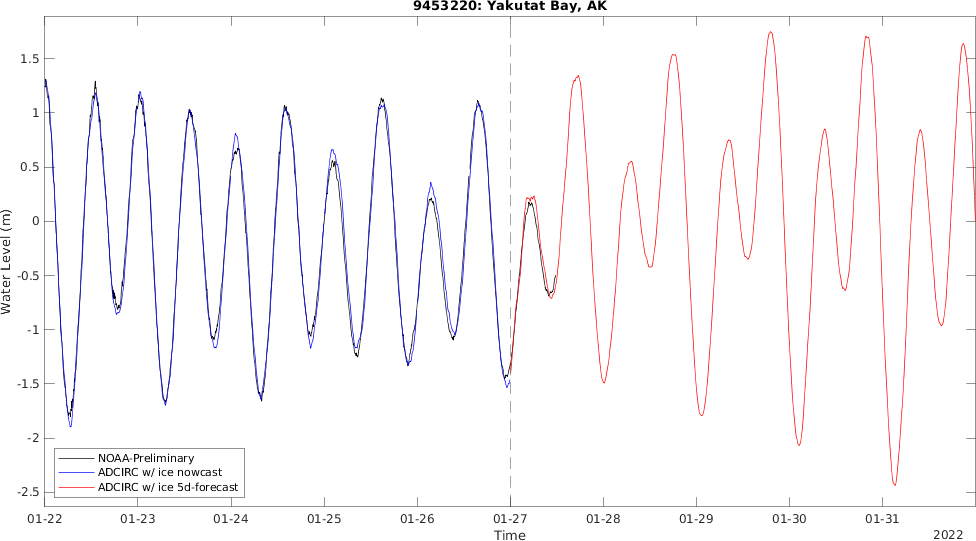 9453220: Yakutat Bay, AK
Water Level (m)
1.5
1
0.5
0
-0.5
-1
-1.5
-2
-2.5
NOAA-Preliminary
ADCIRC w/ ice nowcast
ADCIRC w/ ice 5d-forecast
01-22 01-23 01-24 01-25 01-26 01-27 01-28 01-29 01-30 01-31
Time
2022